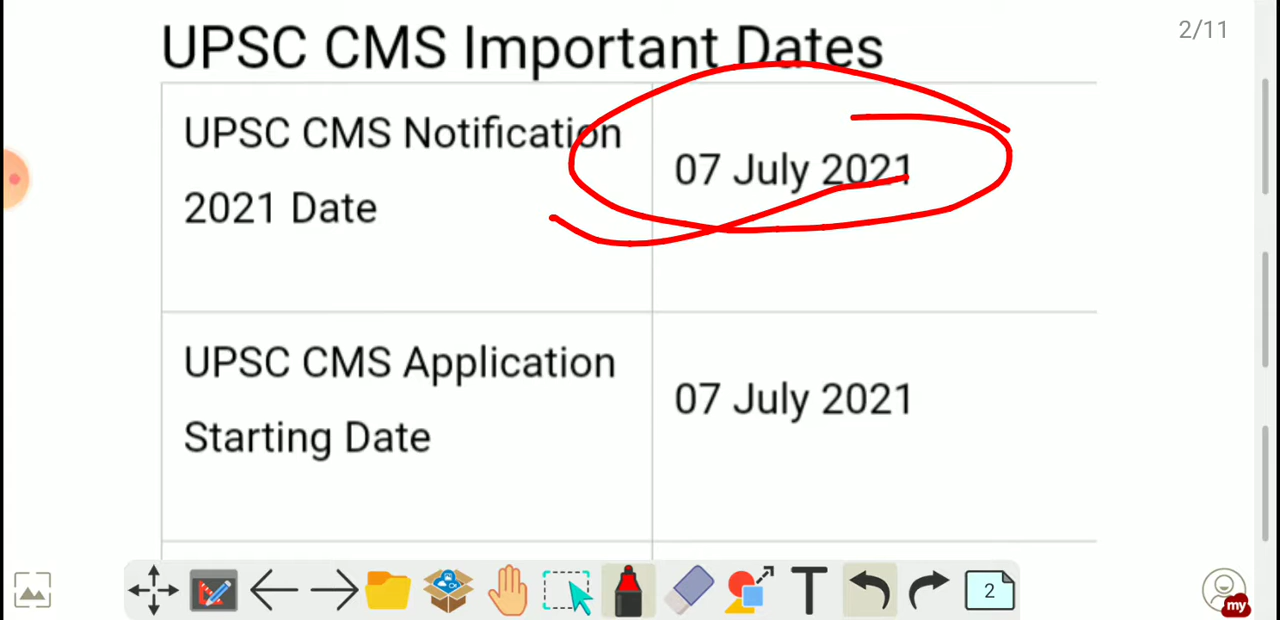 UPSC CMS Important Dates
2/11
UPSC CMS Notification
2021 Date
07 July 2021
UPSC CMS Application
Starting Date
07 July 2021
T
2
my